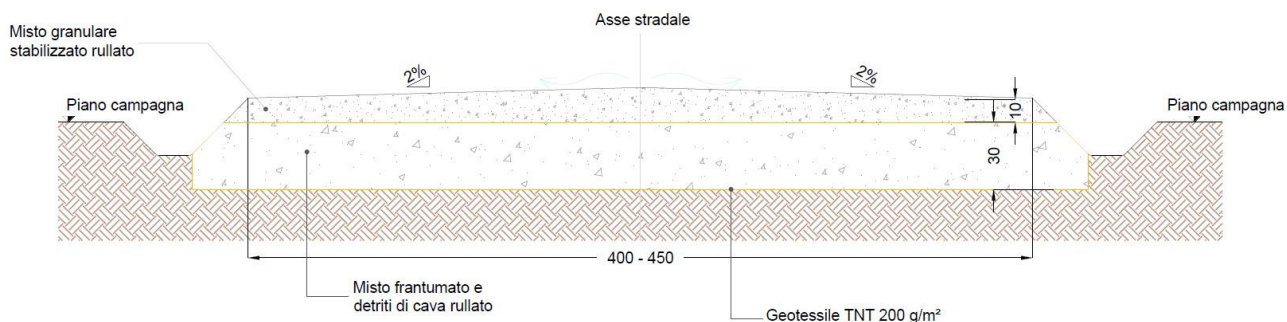 Asse stradale
Misto granulare
stabilizzato rullato
2%
2%
Piano campagna
10
Piano campagna
30
400 - 450
Misto frantumato e
detriti di cava rullato
Geotessile TNT 200 g/m²